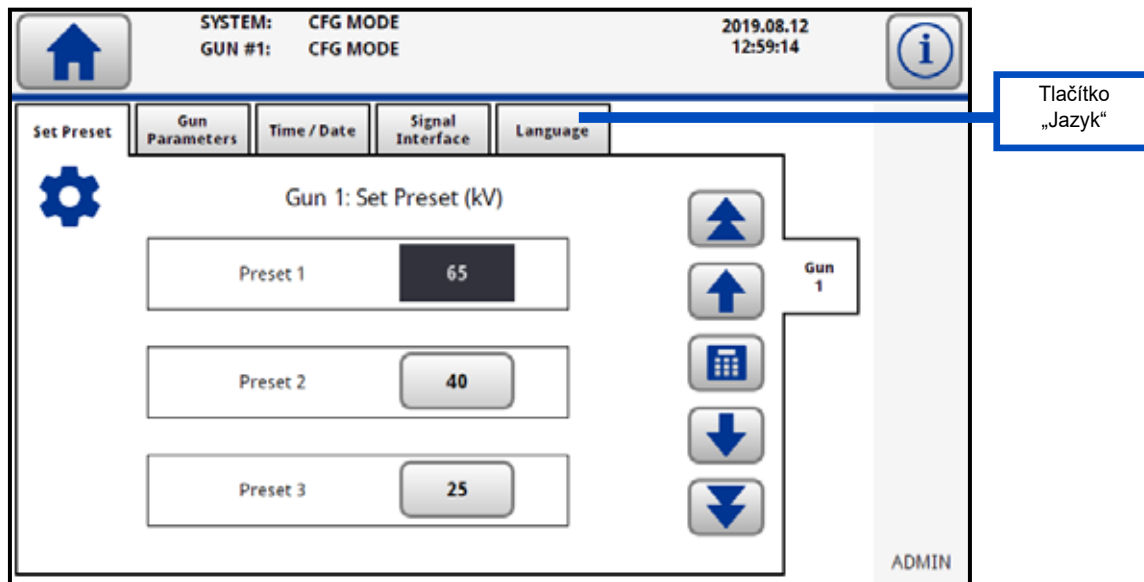 SYSTEM: CFG MODE
GUN #1: CFG MODE
2019.08.12
12:59:14
i
Tlačítko
„Jazyk“
Set Preset
Gun
Parameters
Time / Date
Signal
Interface
Language
Gun 1: Set Preset (kV)
Preset 1 65
Gun
1
Preset 2 40
Preset 3 25
ADMIN